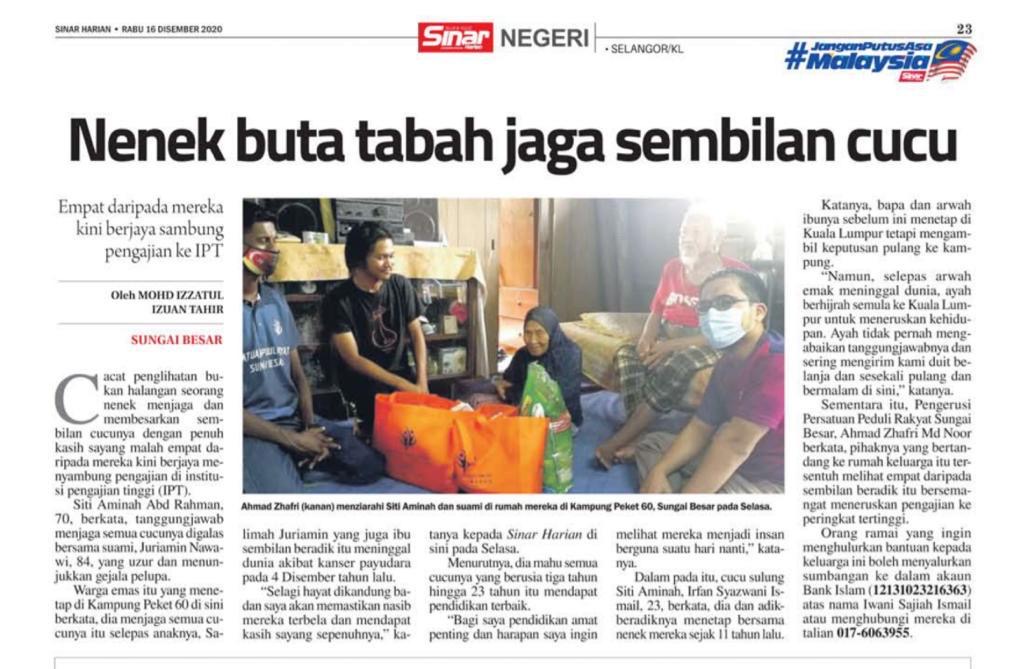 SINAR HARIAN • RABU 16 DISEMBER 2020
Sinar
Harian
NEGERI
• SELANGOR/KL
23
#JanganPutusAsa
Malaysia
Sinar
Nenek buta tabah jaga sembilan cucu
Empat daripada mereka
kini berjaya sambung
pengajian ke IPT
Oleh MOHD IZZATUL
IZUAN TAHIR
SUNGAI BESAR
Cacat penglihatan bu-
kan halangan seorang
nenek menjaga dan
membesarkan sem-
bilan cucunya dengan penuh
kasih sayang malah empat da-
ripada mereka kini berjaya me-
nyambung pengajian di institu-
si pengajian tinggi (IPT).
Siti Aminah Abd Rahman,
70, berkata, tanggungjawab
menjaga semua cucunya digalas
bersama suami, Juriamin Nawa-
wi, 84, yang uzur dan menun-
jukkan gejala pelupa.
Warga emas itu yang mene-
tap di Kampung Peket 60 di sini
berkata, dia menjaga semua cu-
cunya itu selepas anaknya, Sa-
Ahmad Zhafri (kanan) menziarahi Siti Aminah dan suami di rumah mereka di Kampung Peket 60, Sungai Besar pada Selasa.
limah Juriamin yang juga ibu
sembilan beradik itu meninggal
dunia akibat kanser payudara
pada 4 Disember tahun lalu.
"Selagi hayat dikandung ba-
dan saya akan memastikan nasib
mereka terbela dan mendapat
kasih sayang sepenuhnya," ka-
tanya kepada Sinar Harian di
sini pada Selasa.
Menurutnya, dia mahu semua
cucunya yang berusia tiga tahun
hingga 23 tahun itu mendapat
pendidikan terbaik.
"Bagi saya pendidikan amat
penting dan harapan saya ingin
melihat mereka menjadi insan
berguna suatu hari nanti," kata-
nya.
Dalam pada itu, cucu sulung
Siti Aminah, Irfan Syazwani Is-
mail, 23, berkata, dia dan adik-
beradiknya menetap bersama
nenek mereka sejak 11 tahun lalu.
Katanya, bapa dan arwah
ibunya sebelum ini menetap di
Kuala Lumpur tetapi mengam-
bil keputusan pulang ke kam-
pung.
"Namun, selepas arwah
emak meninggal dunia, ayah
berhijrah semula ke Kuala Lum-
pur untuk meneruskan kehidu-
pan. Ayah tidak pernah meng-
abaikan tanggungjawabnya dan
sering mengirim kami duit be-
lanja dan sesekali pulang dan
bermalam di sini," katanya.
Sementara itu, Pengerusi
Persatuan Peduli Rakyat Sungai
Besar, Ahmad Zhafri Md Noor
berkata, pihaknya yang bertan-
dang ke rumah keluarga itu ter-
sentuh melihat empat daripada
sembilan beradik itu bersema-
ngat meneruskan pengajian ke
peringkat tertinggi.
Orang ramai yang ingin
menghulurkan bantuan kepada
keluarga ini boleh menyalurkan
sumbangan ke dalam akaun
Bank Islam (12131023216363)
atas nama Iwani Sajiah Ismail
atau menghubungi mereka di
talian 017-6063955.